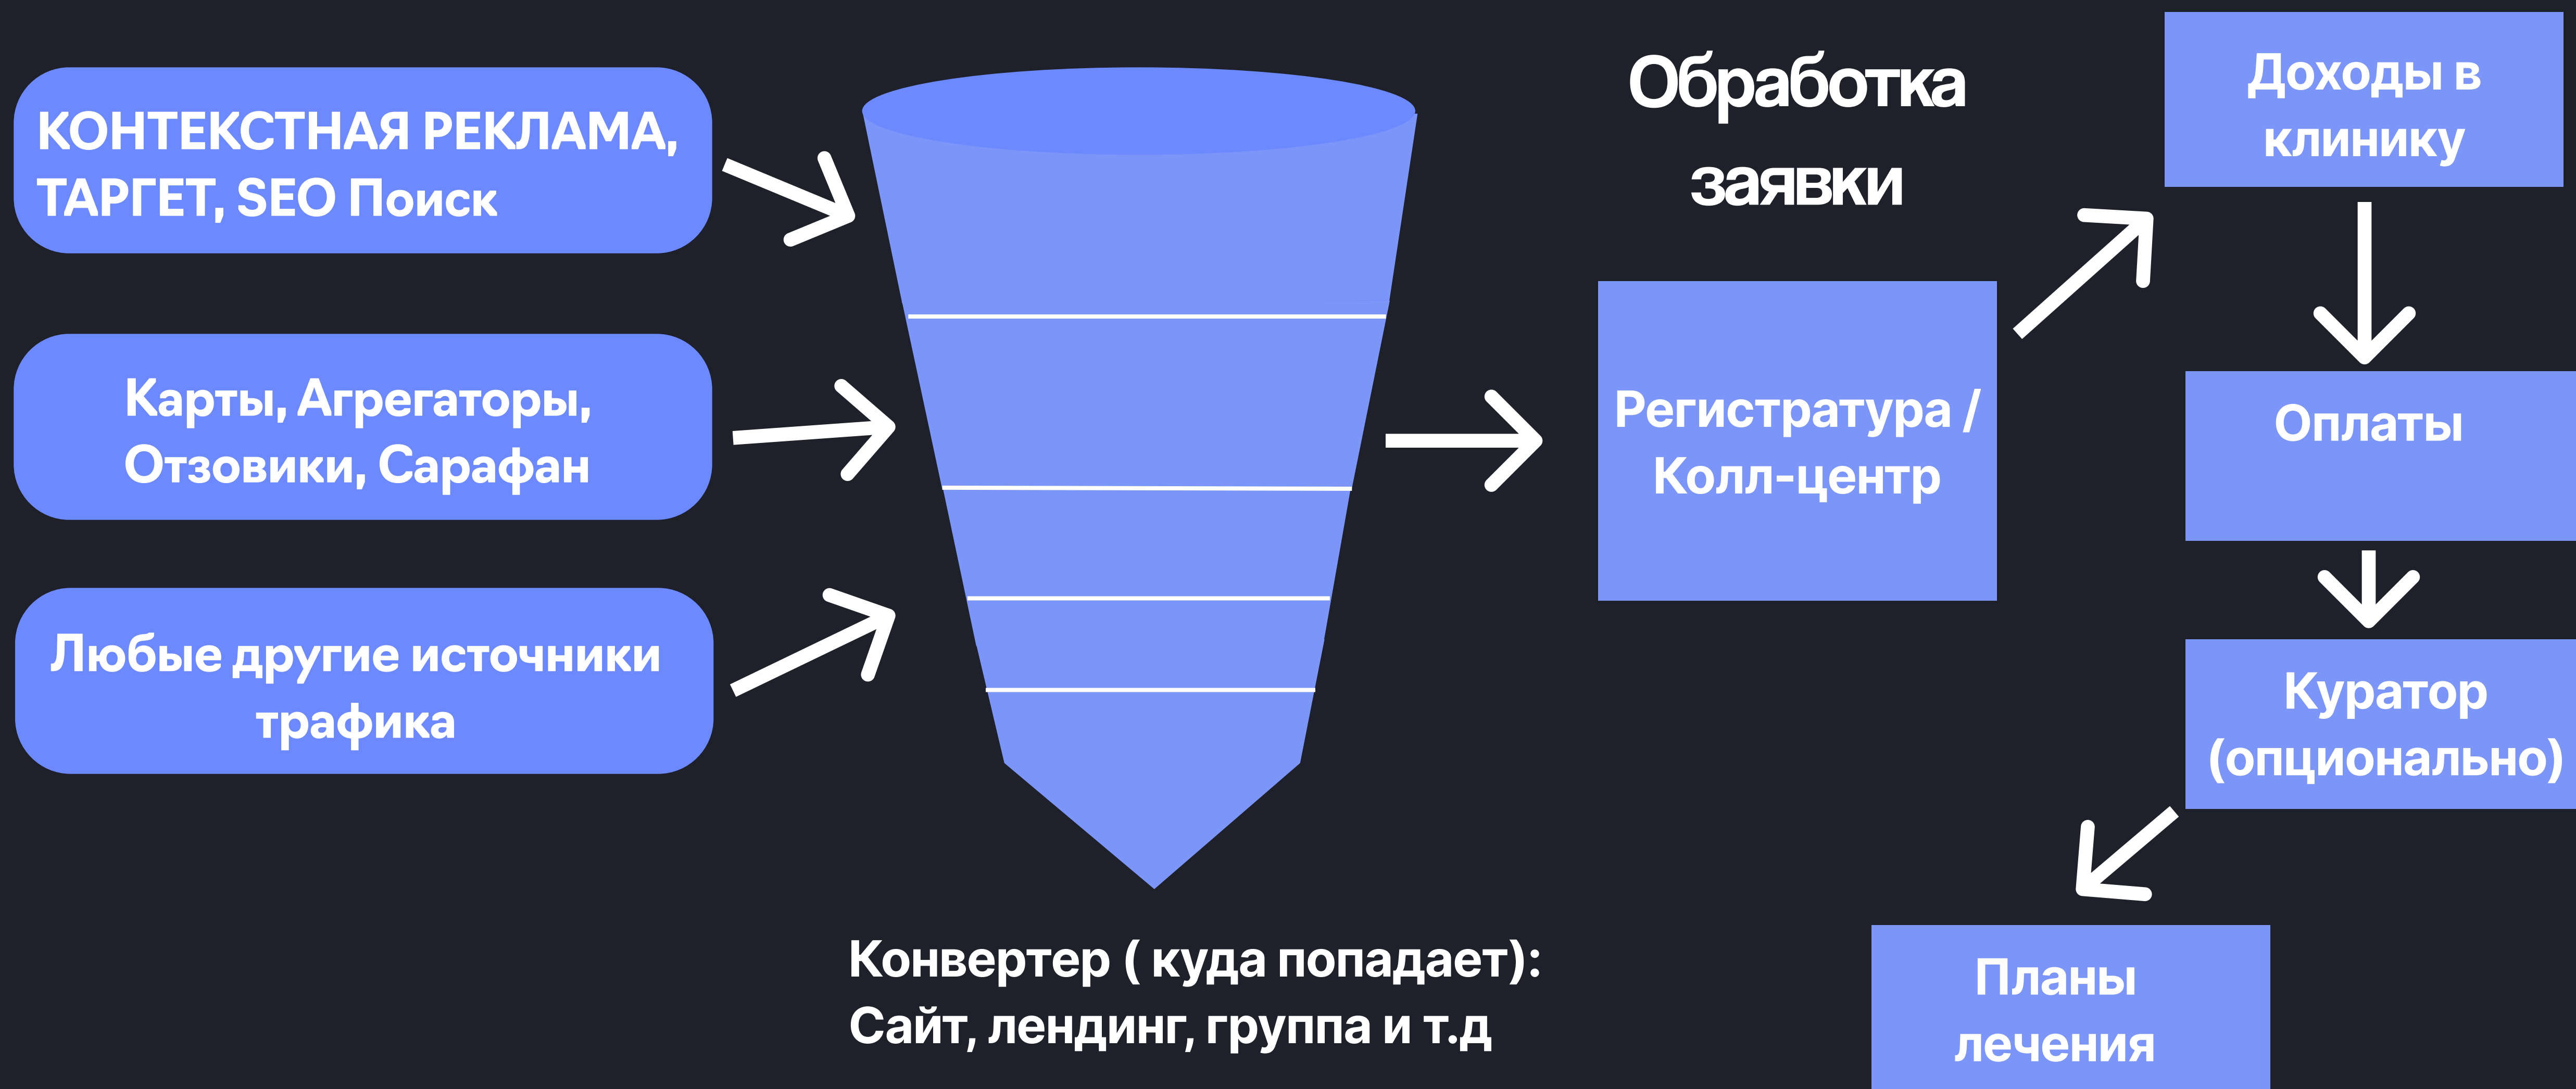 КОНТЕКСТНАЯ РЕКЛАМА,
ТАРГЕТ, SEO Поиск
Карты, Агрегаторы,
Отзовики, Сарафан
Любые другие источники
трафика
Конвертер ( куда попадает):
Сайт, лендинг, группа и т.д
Обработка
заявки
Регистратура /
Колл-центр
Доходы в
клинику
Оплаты
Куратор
(опционально)
Планы
лечения